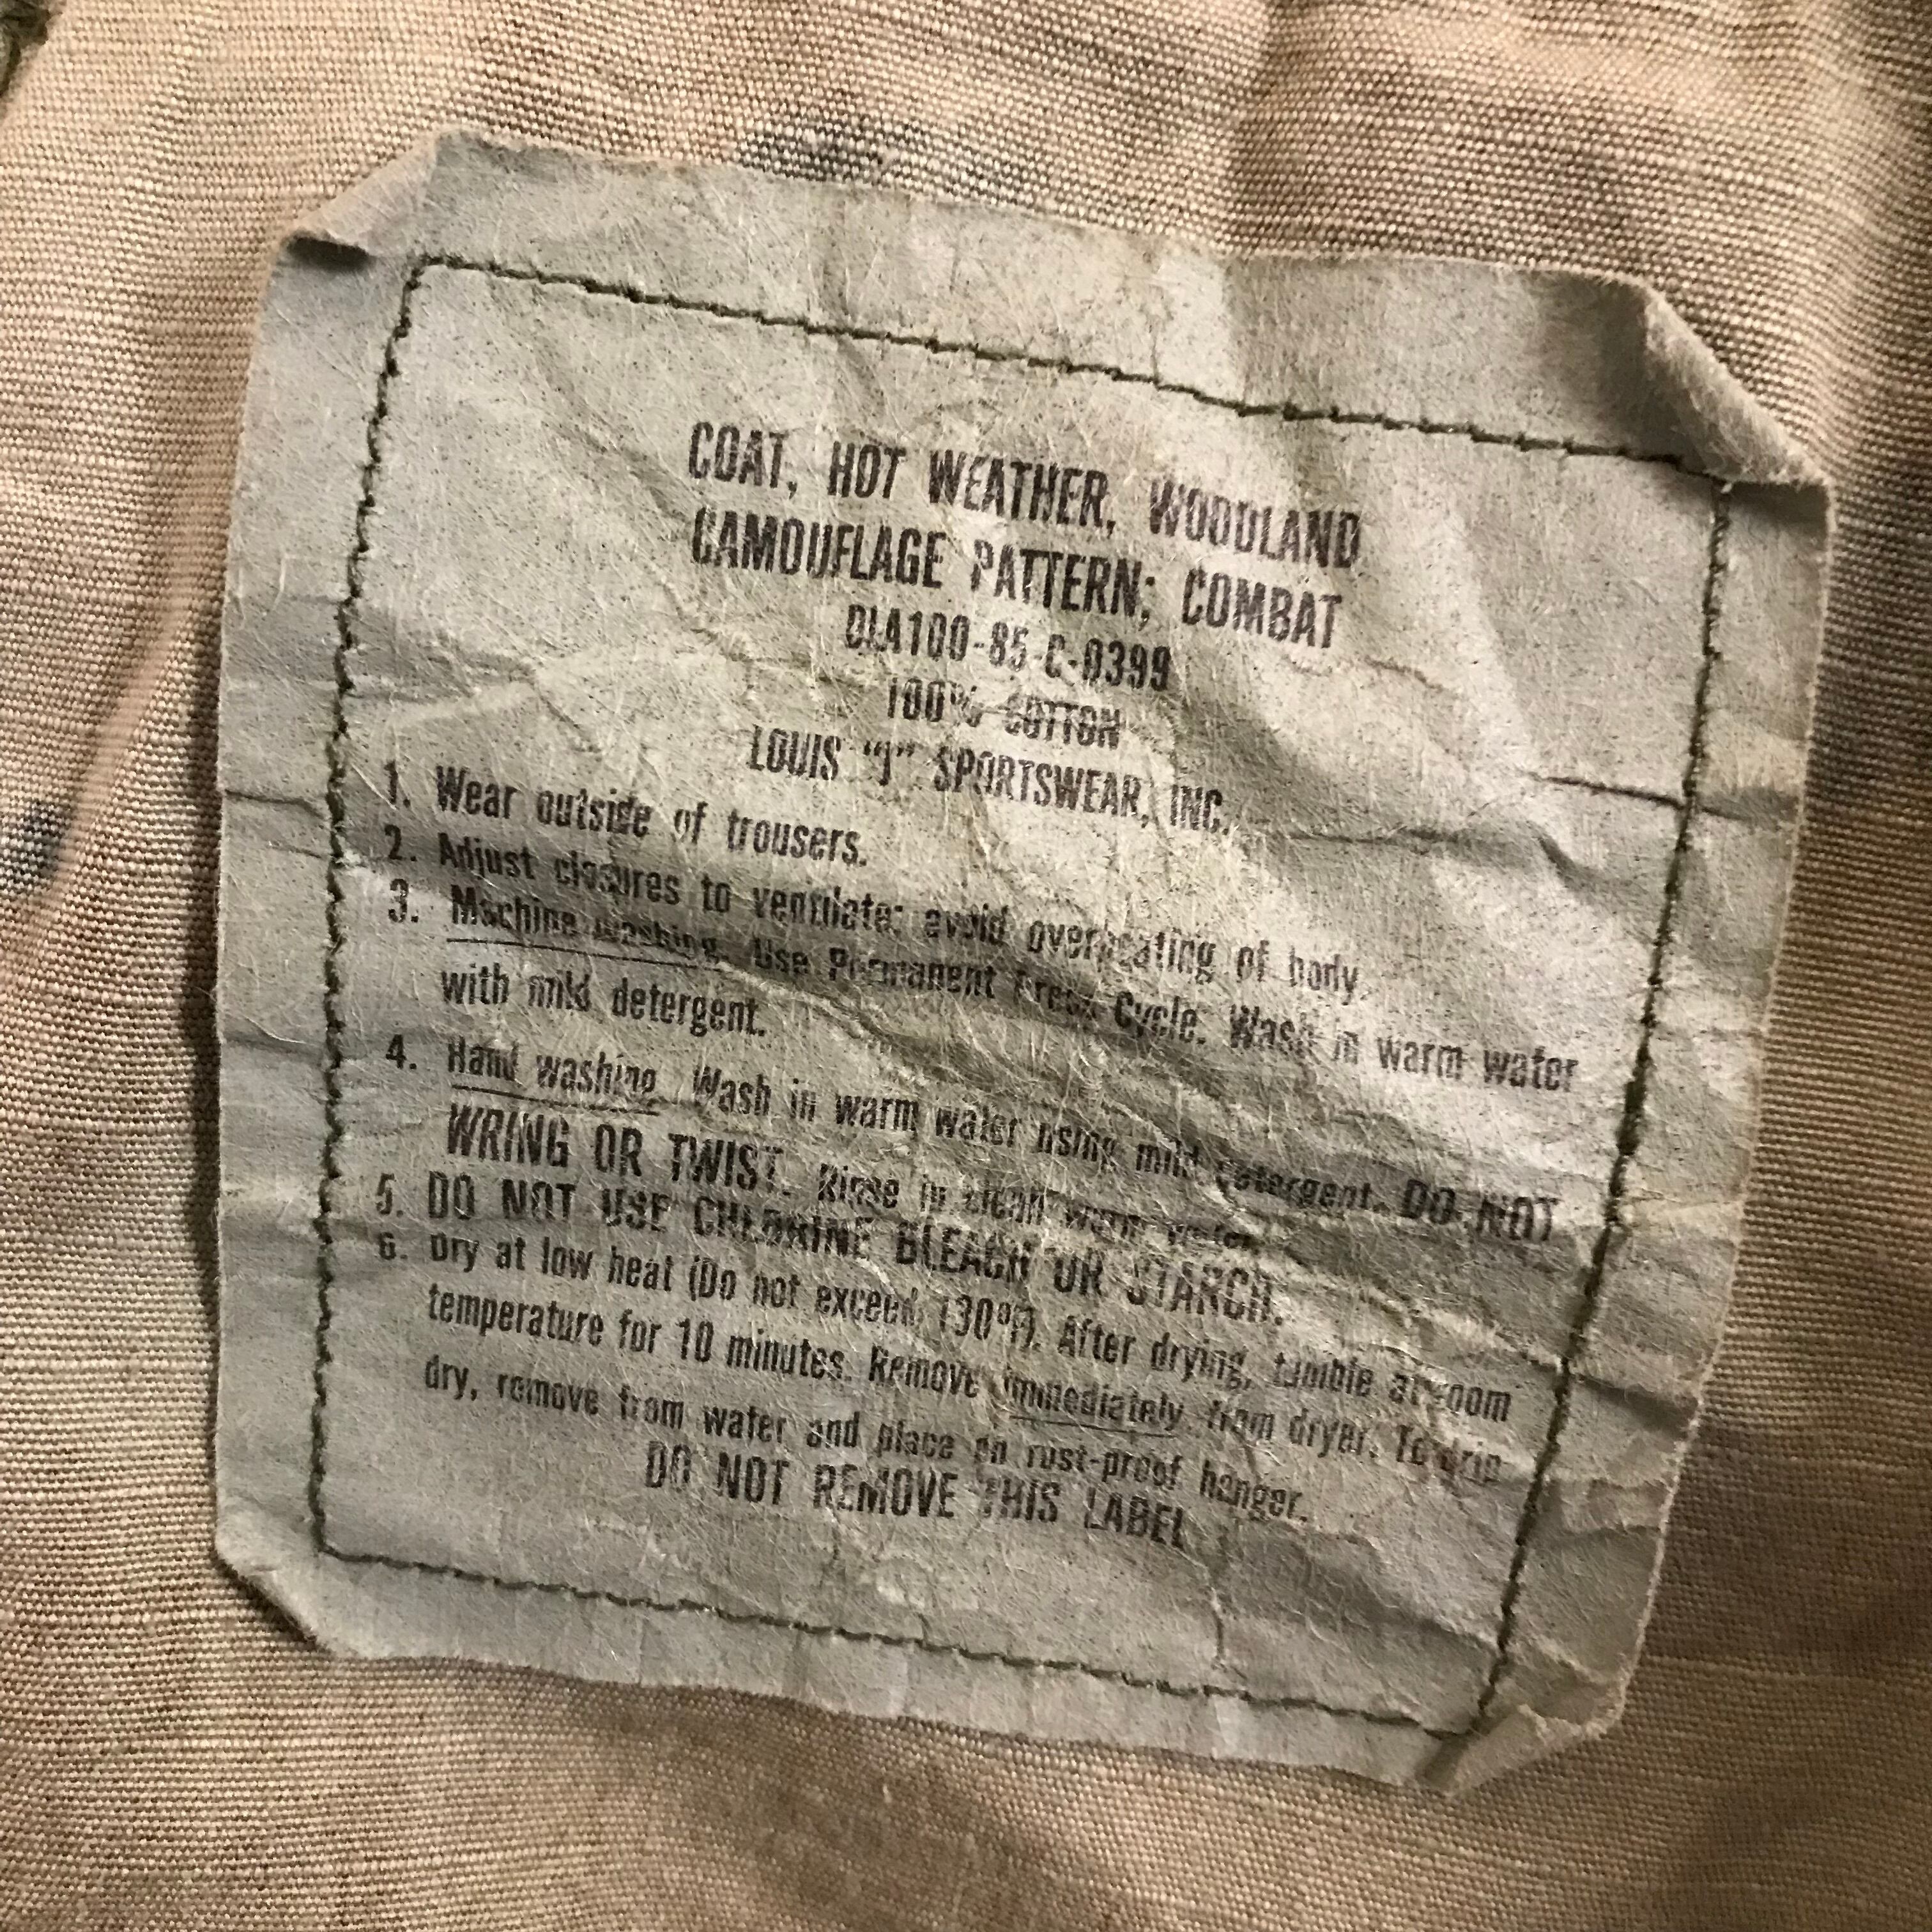 COAT, HOT WEATHER, WOODLAND
CAMOUFLAGE PATTERN; COMBAT
DLA100-85-C-0399
100% COTTON
LOUIS "J" SPORTSWEAR, INC.
1. Wear outside of trousers.
2. Adjust closures to ventilate; avoid overheating of body.
3. Machine washing. Use Permanent Press Cycle. Wash in warm water
with mild detergent.
4. Hand washing. Wash in warm water using mild detergent. DO NOT
WRING OR TWIST. Rinse in clean warm water.
5. DO NOT USE CHLORINE BLEACH OR STARCH.
6. Dry at low heat (Do not exceed 130°F). After drying, tumble at room
temperature for 10 minutes. Remove immediately from dryer. To drip
dry, remove from water and place on rust-proof hanger.
DO NOT REMOVE THIS LABEL